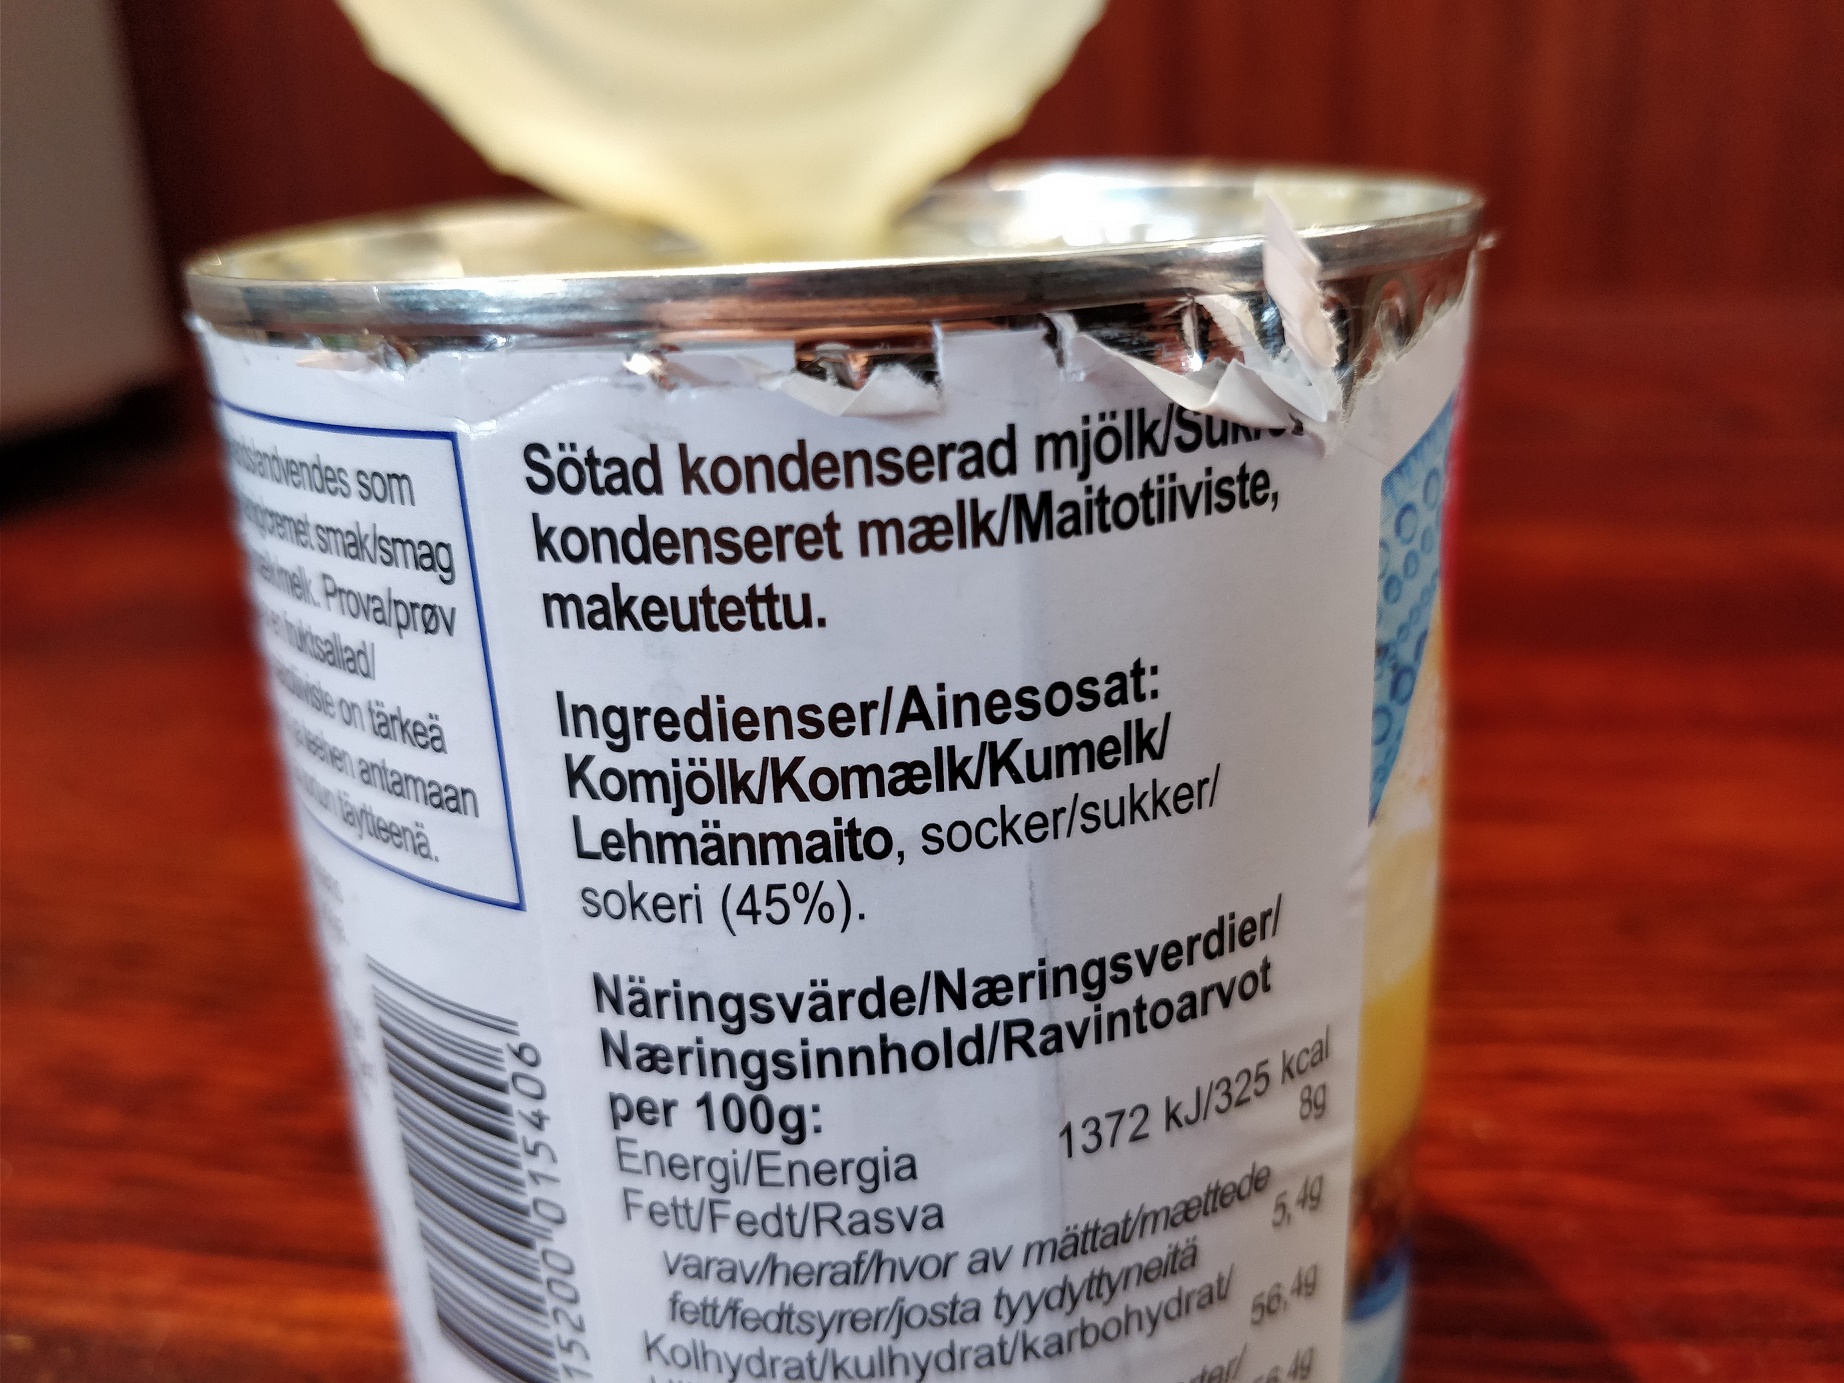 som
smak/smag
Prova/prøv
on tärkeä
antamaan
täytteenä.
Sötad kondenserad mjölk/
kondenseret mælk/Maitotiiviste,
makeutettu.
Ingredienser/Ainesosat:
Komjölk/Komælk/Kumelk/
Lehmänmaito, socker/sukker/
sokeri (45%).
Näringsvärde/Næringsverdier/
Næringsinnhold/Ravintoarvot
per 100g:
Energi/Energia 1372 kJ/325 kcal
Fett/Fedt/Rasva 8g
varav/heraf/hvor av mättat/mættede
fett/fedtsyrer/josta tyydyttyneitä 5,4g
Kolhydrat/kulhydrat/karbohydrat/ 56,4g
15200 015406